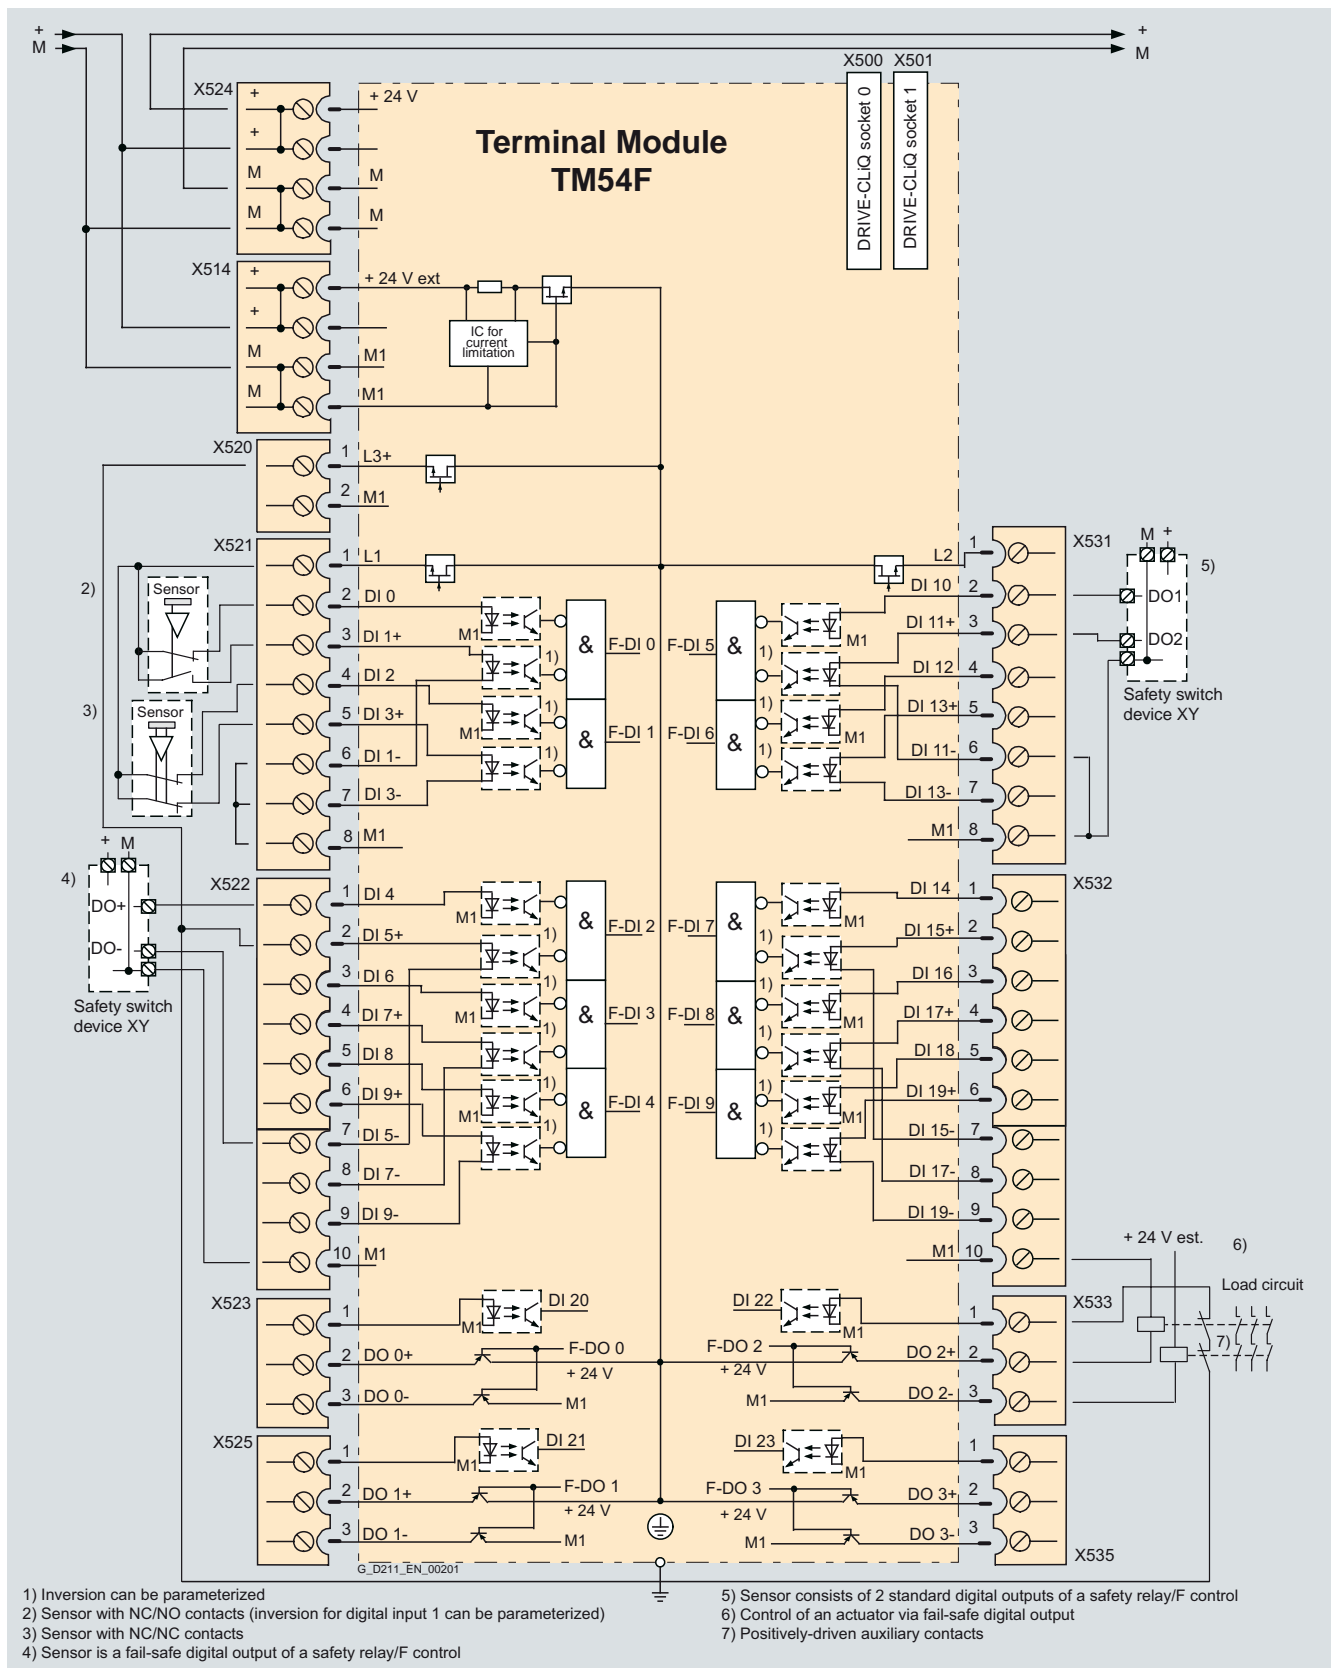 +
M
+
M
X500 X501
DRIVE-CLiQ socket 0
DRIVE-CLiQ socket 1
Terminal Module
TM54F
X524
+
+ 24 V
+
M
M
M
M
X514
+
+ 24 V ext
+
M
M1
M
M1
IC for
current
limitation
X520
1
L3+
2
M1
X521
1 L1
2 DI 0
3 DI 1+
4 DI 2
5 DI 3+
6 DI 1-
7 DI 3-
8 M1
2)
Sensor
3)
Sensor
M1
1)
1)
M1
1)
&
F-DI 0
&
F-DI 1
X531
1
L2
2
DI 10
3
DI 11+
4
DI 12
5
DI 13+
6
DI 11-
7
DI 13-
8
M1
M1
1)
1)
M1
1)
&
F-DI 5
&
F-DI 6
M +
5)
DO1
DO2
Safety switch
device XY
+ M
4)
DO+
DO-
Safety switch
device XY
X522
1 DI 4
2 DI 5+
3 DI 6
4 DI 7+
5 DI 8
6 DI 9+
7 DI 5-
8 DI 7-
9 DI 9-
10 M1
M1
1)
1)
M1
1)
1)
M1
1)
&
F-DI 2
&
F-DI 3
&
F-DI 4
X532
DI 14 1
DI 15+ 2
DI 16 3
DI 17+ 4
DI 18 5
DI 19+ 6
DI 15- 7
DI 17- 8
DI 19- 9
M1 10
M1
1)
1)
M1
1)
1)
M1
1)
F-DI 7
&
F-DI 8
&
F-DI 9
&
X523
1
2 DO 0+
3 DO 0-
M1
DI 20
F-DO 0
+ 24 V
M1
DI 22
M1
F-DO 2
+ 24 V
M1
1
DO 2+ 2
DO 2- 3
X533
+ 24 V est.
6)
Load circuit
7)
X525
1
2 DO 1+
3 DO 1-
M1
DI 21
F-DO 1
+ 24 V
M1
DI 23
M1
F-DO 3
+ 24 V
M1
1
DO 3+ 2
DO 3- 3
X535
G_D211_EN_00201
1) Inversion can be parameterized
2) Sensor with NC/NO contacts (inversion for digital input 1 can be parameterized)
3) Sensor with NC/NC contacts
4) Sensor is a fail-safe digital output of a safety relay/F control
5) Sensor consists of 2 standard digital outputs of a safety relay/F control
6) Control of an actuator via fail-safe digital output
7) Positively-driven auxiliary contacts